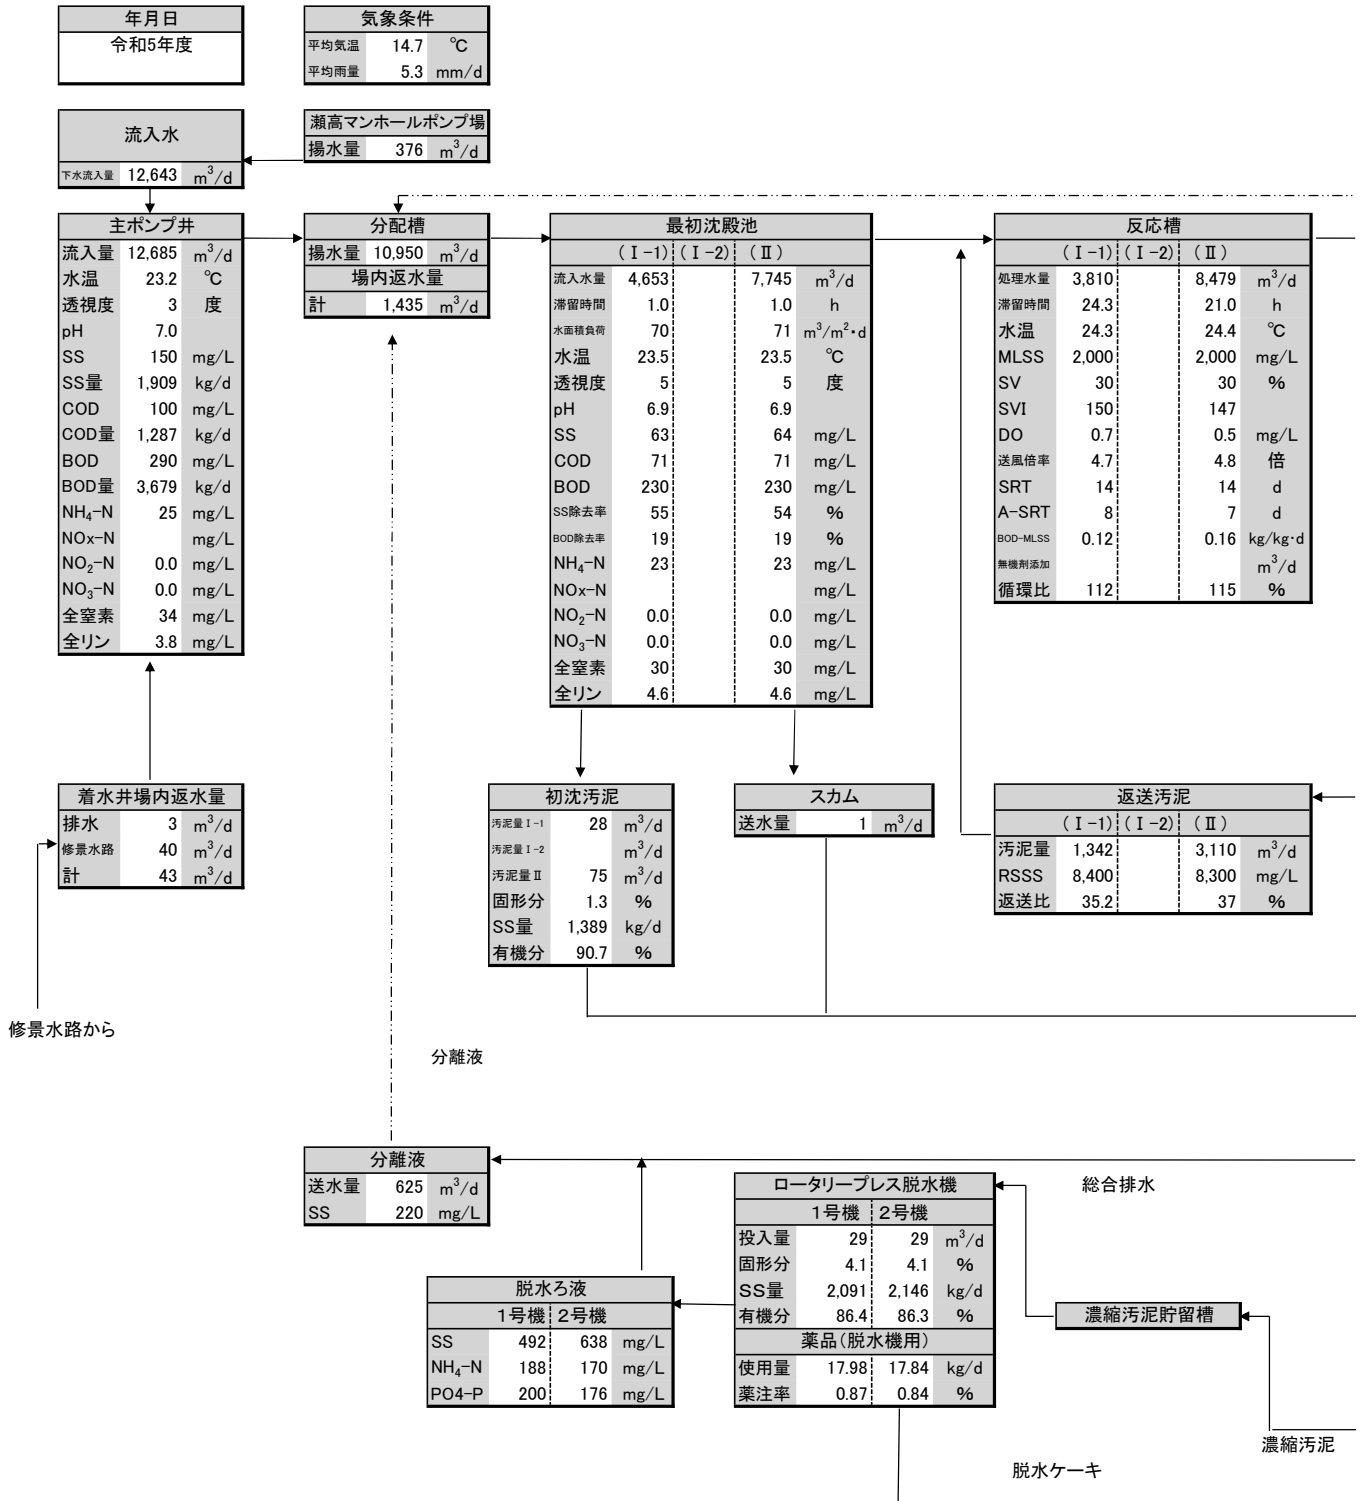 年月日
令和5年度
気象条件
平均気温 14.7 ℃
平均雨量 5.3 mm/d
流入水
下水流入量 12,643 m³/d
瀬高マンホールポンプ場
揚水量 376 m³/d
主ポンプ井
流入量 12,685 m³/d
水温 23.2 ℃
透視度 3 度
pH 7.0
SS 150 mg/L
SS量 1,909 kg/d
COD 100 mg/L
COD量 1,287 kg/d
BOD 290 mg/L
BOD量 3,679 kg/d
NH₄-N 25 mg/L
NOx-N mg/L
NO₂-N 0.0 mg/L
NO₃-N 0.0 mg/L
全窒素 34 mg/L
全リン 3.8 mg/L
分配槽
揚水量 10,950 m³/d
場内返水量
計 1,435 m³/d
最初沈殿池
(Ⅰ-1) (Ⅰ-2) (Ⅱ)
流入水量 4,653 7,745 m³/d
滞留時間 1.0 1.0 h
水面積負荷 70 71 m³/m²・d
水温 23.5 23.5 ℃
透視度 5 5 度
pH 6.9 6.9
SS 63 64 mg/L
COD 71 71 mg/L
BOD 230 230 mg/L
SS除去率 55 54 %
BOD除去率 19 19 %
NH₄-N 23 23 mg/L
NOx-N mg/L
NO₂-N 0.0 0.0 mg/L
NO₃-N 0.0 0.0 mg/L
全窒素 30 30 mg/L
全リン 4.6 4.6 mg/L
反応槽
(Ⅰ-1) (Ⅰ-2) (Ⅱ)
処理水量 3,810 8,479 m³/d
滞留時間 24.3 21.0 h
水温 24.3 24.4 ℃
MLSS 2,000 2,000 mg/L
SV 30 30 %
SVI 150 147
DO 0.7 0.5 mg/L
送風倍率 4.7 4.8 倍
SRT 14 14 d
A-SRT 8 7 d
BOD-MLSS 0.12 0.16 kg/kg・d
無機剤添加 m³/d
循環比 112 115 %
着水井場内返水量
排水 3 m³/d
修景水路 40 m³/d
計 43 m³/d
修景水路から
初沈汚泥
汚泥量Ⅰ-1 28 m³/d
汚泥量Ⅰ-2 m³/d
汚泥量Ⅱ 75 m³/d
固形分 1.3 %
SS量 1,389 kg/d
有機分 90.7 %
スカム
送水量 1 m³/d
返送汚泥
(Ⅰ-1) (Ⅰ-2) (Ⅱ)
汚泥量 1,342 3,110 m³/d
RSSS 8,400 8,300 mg/L
返送比 35.2 37 %
分離液
分離液
送水量 625 m³/d
SS 220 mg/L
総合排水
ロータリープレス脱水機
1号機 2号機
投入量 29 29 m³/d
固形分 4.1 4.1 %
SS量 2,091 2,146 kg/d
有機分 86.4 86.3 %
薬品(脱水機用)
使用量 17.98 17.84 kg/d
薬注率 0.87 0.84 %
脱水ろ液
1号機 2号機
SS 492 638 mg/L
NH₄-N 188 170 mg/L
PO4-P 200 176 mg/L
濃縮汚泥貯留槽
濃縮汚泥
脱水ケーキ